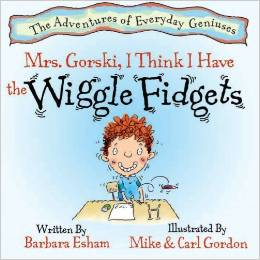 The Adventures of Everyday Geniuses
Mrs. Gorski, I Think I Have
the Wiggle Fidgets
Written By Illustrated By
Barbara Esham Mike & Carl Gordon